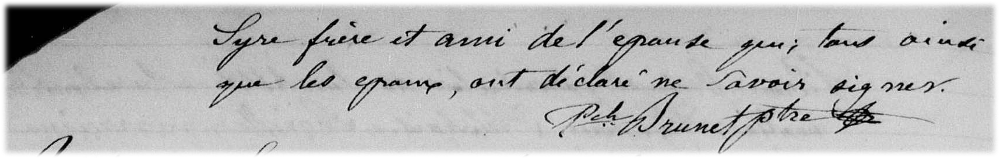 Syre frère et ami de l'epouse qui, tous ainsi
que les epoux, ont déclaré ne savoir signer.
Pch Brunet ptre